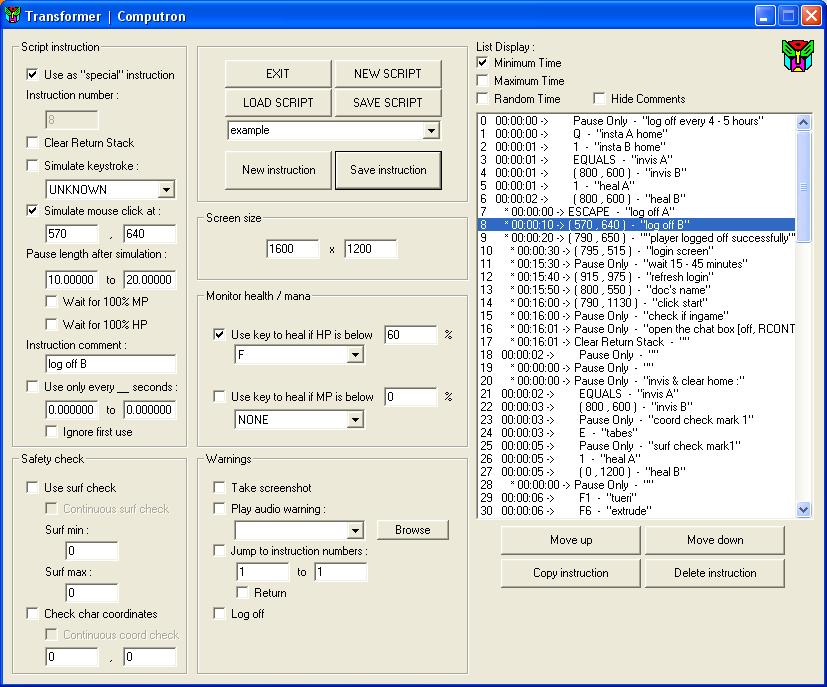 Transformer | Computron
Script instruction
Use as "special" instruction
Instruction number :
8
Clear Return Stack
Simulate keystroke :
UNKNOWN
Simulate mouse click at :
570 , 640
Pause length after simulation :
10.00000 to 20.00000
Wait for 100% MP
Wait for 100% HP
Instruction comment :
log off B
Use only every __ seconds :
0.000000 to 0.000000
Ignore first use
Safety check
Use surf check
Continuous surf check
Surf min :
0
Surf max :
0
Check char coordinates
Continuous coord check
0 , 0
EXIT NEW SCRIPT
LOAD SCRIPT SAVE SCRIPT
example
New instruction Save instruction
Screen size
1600 x 1200
Monitor health / mana
Use key to heal if HP is below 60 %
F
Use key to heal if MP is below 0 %
NONE
Warnings
Take screenshot
Play audio warning :
Browse
Jump to instruction numbers :
1 to 1
Return
Log off
List Display :
Minimum Time
Maximum Time
Random Time Hide Comments
0 00:00:00 -> Pause Only - "log off every 4 - 5 hours"
1 00:00:00 -> Q - "insta A home"
2 00:00:01 -> 1 - "insta B home"
3 00:00:01 -> EQUALS - "invis A"
4 00:00:01 -> ( 800 , 600 ) - "invis B"
5 00:00:01 -> 1 - "heal A"
6 00:00:02 -> ( 800 , 600 ) - "heal B"
7 * 00:00:00 -> ESCAPE - "log off A"
8 * 00:00:10 -> ( 570 , 640 ) - "log off B"
9 * 00:00:20 -> ( 790 , 650 ) - ""player logged off successfully"
10 * 00:00:30 -> ( 795 , 515 ) - "login screen"
11 * 00:15:30 -> Pause Only - "wait 15 - 45 minutes"
12 * 00:15:40 -> ( 915 , 975 ) - "refresh login"
13 * 00:15:50 -> ( 800 , 550 ) - "doc's name"
14 * 00:16:00 -> ( 790 , 1130 ) - "click start"
15 * 00:16:00 -> Pause Only - "check if ingame"
16 * 00:16:01 -> Pause Only - "open the chat box [off, RCONT
17 * 00:16:01 -> Clear Return Stack - ""
18 00:00:02 -> Pause Only - ""
19 * 00:00:00 -> Pause Only - ""
20 * 00:00:00 -> Pause Only - "invis & clear home :"
21 00:00:02 -> EQUALS - "invis A"
22 00:00:03 -> ( 800 , 600 ) - "invis B"
23 00:00:03 -> Pause Only - "coord check mark 1"
24 00:00:03 -> E - "tabes"
25 00:00:05 -> Pause Only - "surf check mark1"
26 00:00:05 -> 1 - "heal A"
27 00:00:05 -> ( 0 , 1200 ) - "heal B"
28 * 00:00:00 -> Pause Only - ""
29 00:00:06 -> F1 - "tueri"
30 00:00:06 -> F6 - "extrude"
Move up Move down
Copy instruction Delete instruction